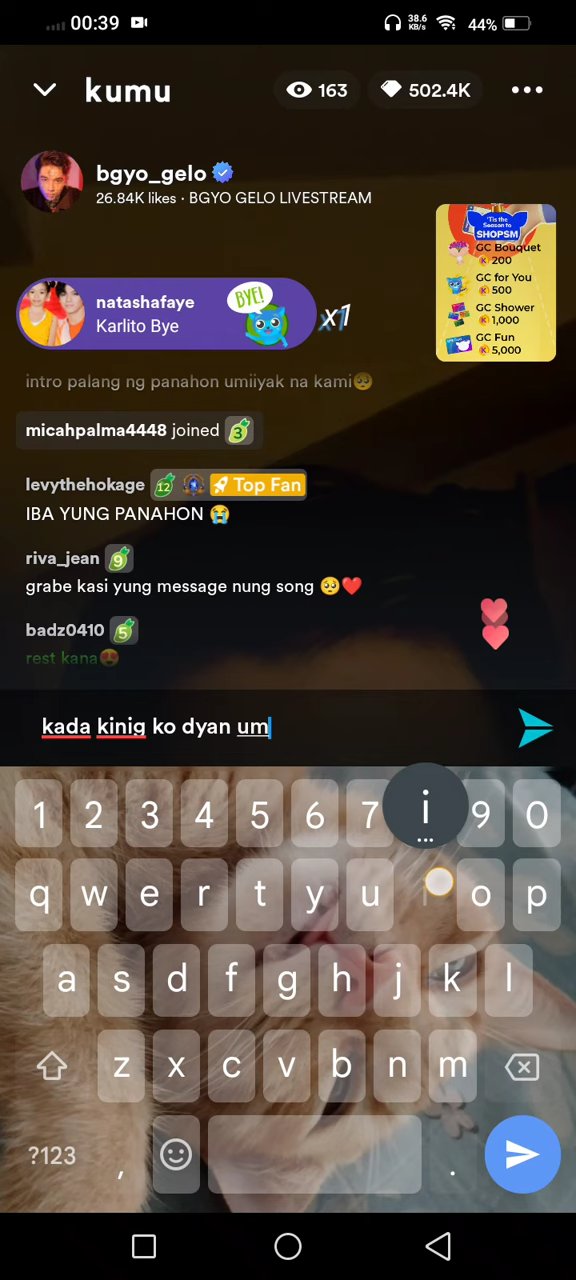 00:39
38.6
KB/s
44%
kumu
163
502.4K
bgyo_gelo
26.84K likes · BGYO GELO LIVESTREAM
'Tis the
Season to
SHOPSM
GC Bouquet
K 200
GC for You
K 500
GC Shower
K 1,000
GC Fun
K 5,000
natashafaye
Karlito Bye
BYE!
x1
intro palang ng panahon umiiyak na kami🥺
micahpalma4448 joined 3
levythehokage 12 Top Fan
IBA YUNG PANAHON 😭
riva_jean 9
grabe kasi yung message nung song 🥺❤️
badz0410 5
rest kana😍
kada kinig ko dyan um
1 2 3 4 5 6 7 i 9 0
q w e r t y u i o p
a s d f g h j k l
z x c v b n m
?123 , .